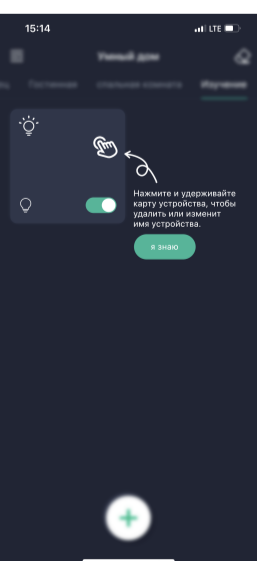 15:14
LTE
Умный дом
Гостинная
спальная комната
Изучение
Нажмите и удерживайте
карту устройства, чтобы
удалить или изменит
имя устройства.
я знаю